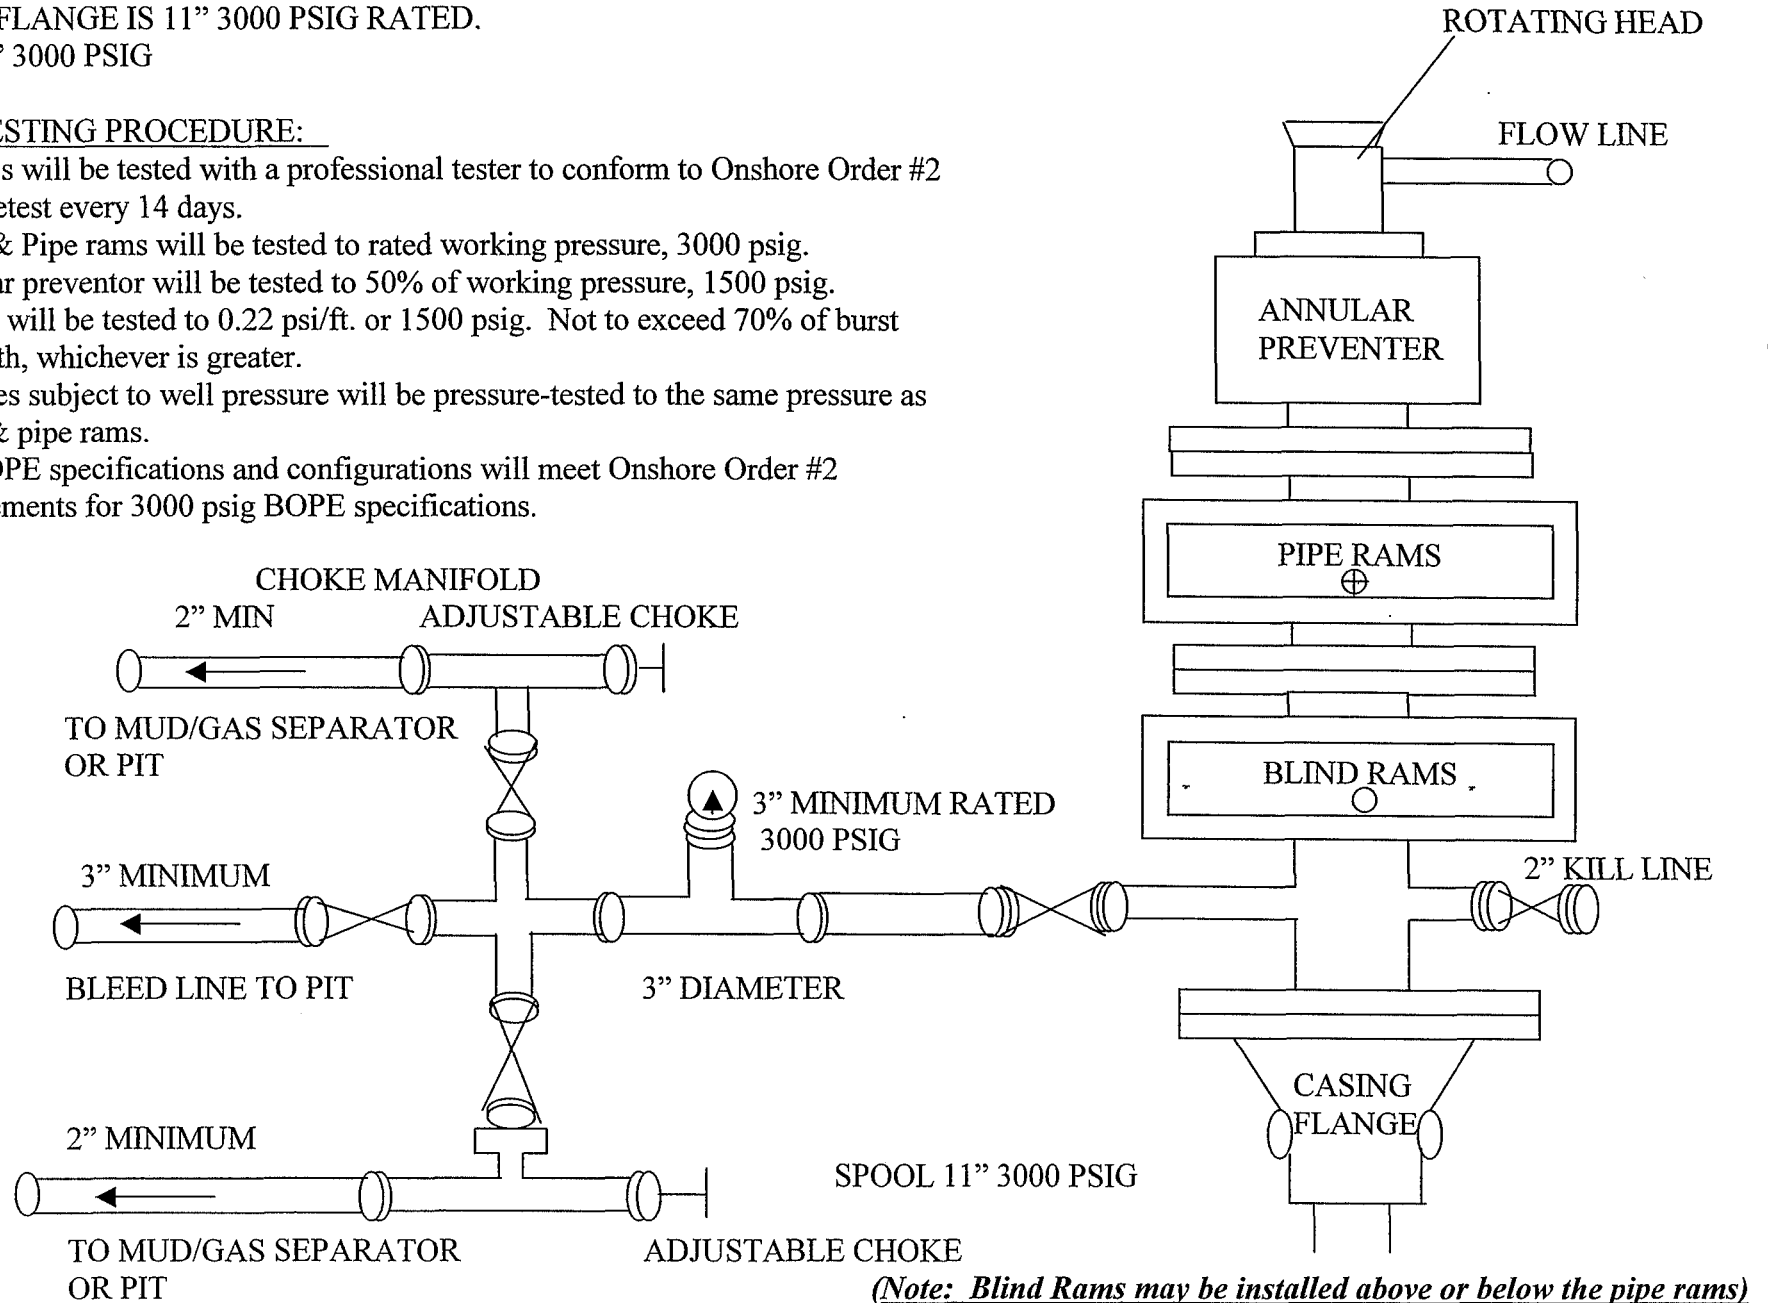 FLANGE IS 11” 3000 PSIG RATED.
” 3000 PSIG
ESTING PROCEDURE:
s will be tested with a professional tester to conform to Onshore Order #2
etest every 14 days.
& Pipe rams will be tested to rated working pressure, 3000 psig.
ar preventor will be tested to 50% of working pressure, 1500 psig.
will be tested to 0.22 psi/ft. or 1500 psig. Not to exceed 70% of burst
th, whichever is greater.
es subject to well pressure will be pressure-tested to the same pressure as
& pipe rams.
OPE specifications and configurations will meet Onshore Order #2
ements for 3000 psig BOPE specifications.
ROTATING HEAD
FLOW LINE
ANNULAR
PREVENTER
PIPE RAMS
BLIND RAMS
CHOKE MANIFOLD
2” MIN
ADJUSTABLE CHOKE
TO MUD/GAS SEPARATOR
OR PIT
3” MINIMUM RATED
3000 PSIG
3” MINIMUM
2” KILL LINE
BLEED LINE TO PIT
3” DIAMETER
CASING
FLANGE
2” MINIMUM
SPOOL 11” 3000 PSIG
TO MUD/GAS SEPARATOR
OR PIT
ADJUSTABLE CHOKE
(Note: Blind Rams may be installed above or below the pipe rams)